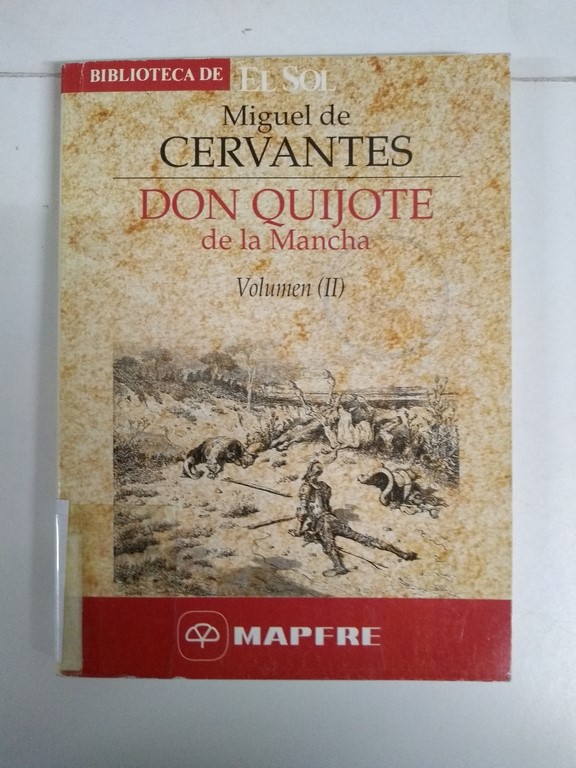 BIBLIOTECA DE EL SOL
Miguel de
CERVANTES
DON QUIJOTE
de la Mancha
Volumen (II)
MAPFRE